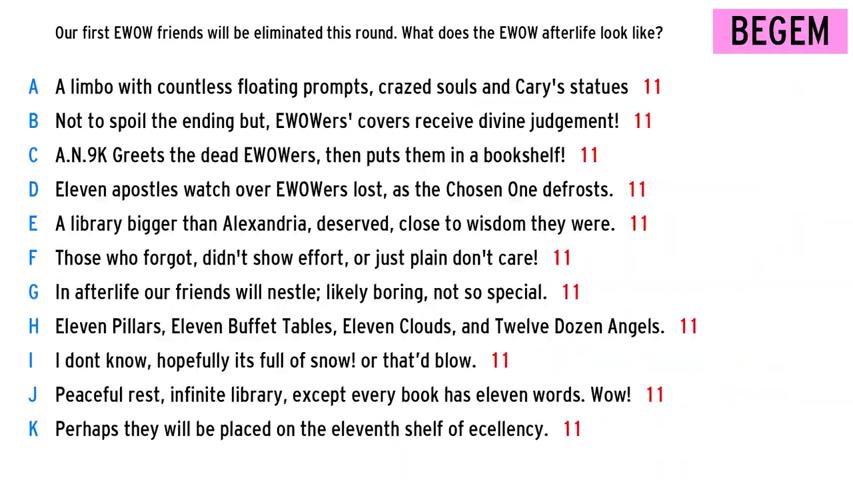 Our first EWOW friends will be eliminated this round. What does the EWOW afterlife look like?
BEGEM
A A limbo with countless floating prompts, crazed souls and Cary's statues 11
B Not to spoil the ending but, EWOWers' covers receive divine judgement! 11
C A.N.9K Greets the dead EWOWers, then puts them in a bookshelf! 11
D Eleven apostles watch over EWOWers lost, as the Chosen One defrosts. 11
E A library bigger than Alexandria, deserved, close to wisdom they were. 11
F Those who forgot, didn't show effort, or just plain don't care! 11
G In afterlife our friends will nestle; likely boring, not so special. 11
H Eleven Pillars, Eleven Buffet Tables, Eleven Clouds, and Twelve Dozen Angels. 11
I I dont know, hopefully its full of snow! or that’d blow. 11
J Peaceful rest, infinite library, except every book has eleven words. Wow! 11
K Perhaps they will be placed on the eleventh shelf of ecellency. 11